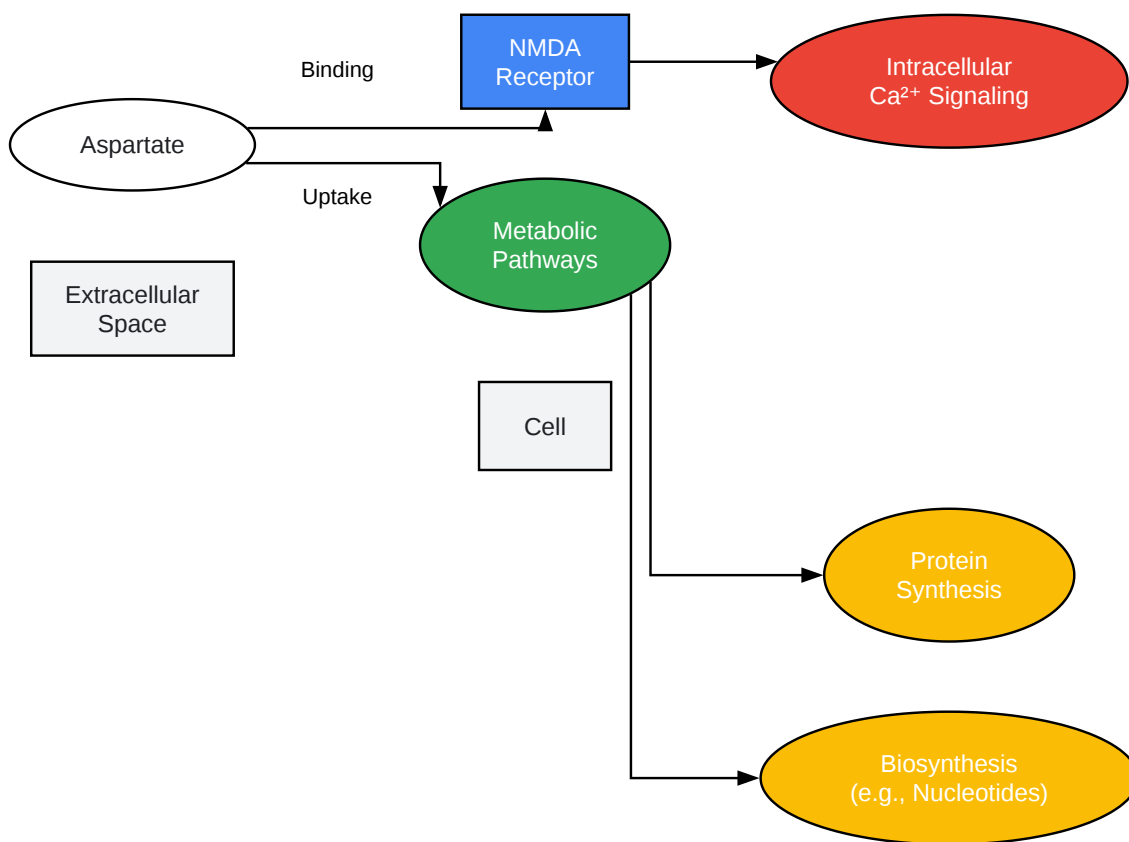 NMDA
Receptor
Intracellular
Ca²⁺ Signaling
Binding
Aspartate
Uptake
Metabolic
Pathways
Extracellular
Space
Cell
Protein
Synthesis
Biosynthesis
(e.g., Nucleotides)